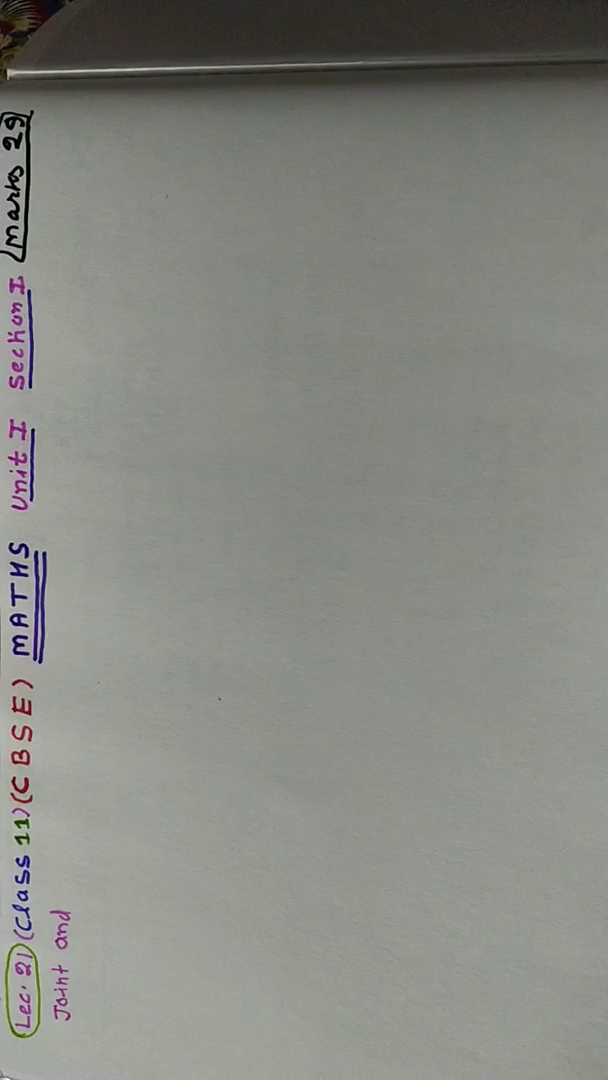 Lec. 21 (Class 11) (CBSE) MATHS Unit I Section I Marks 29
Joint and